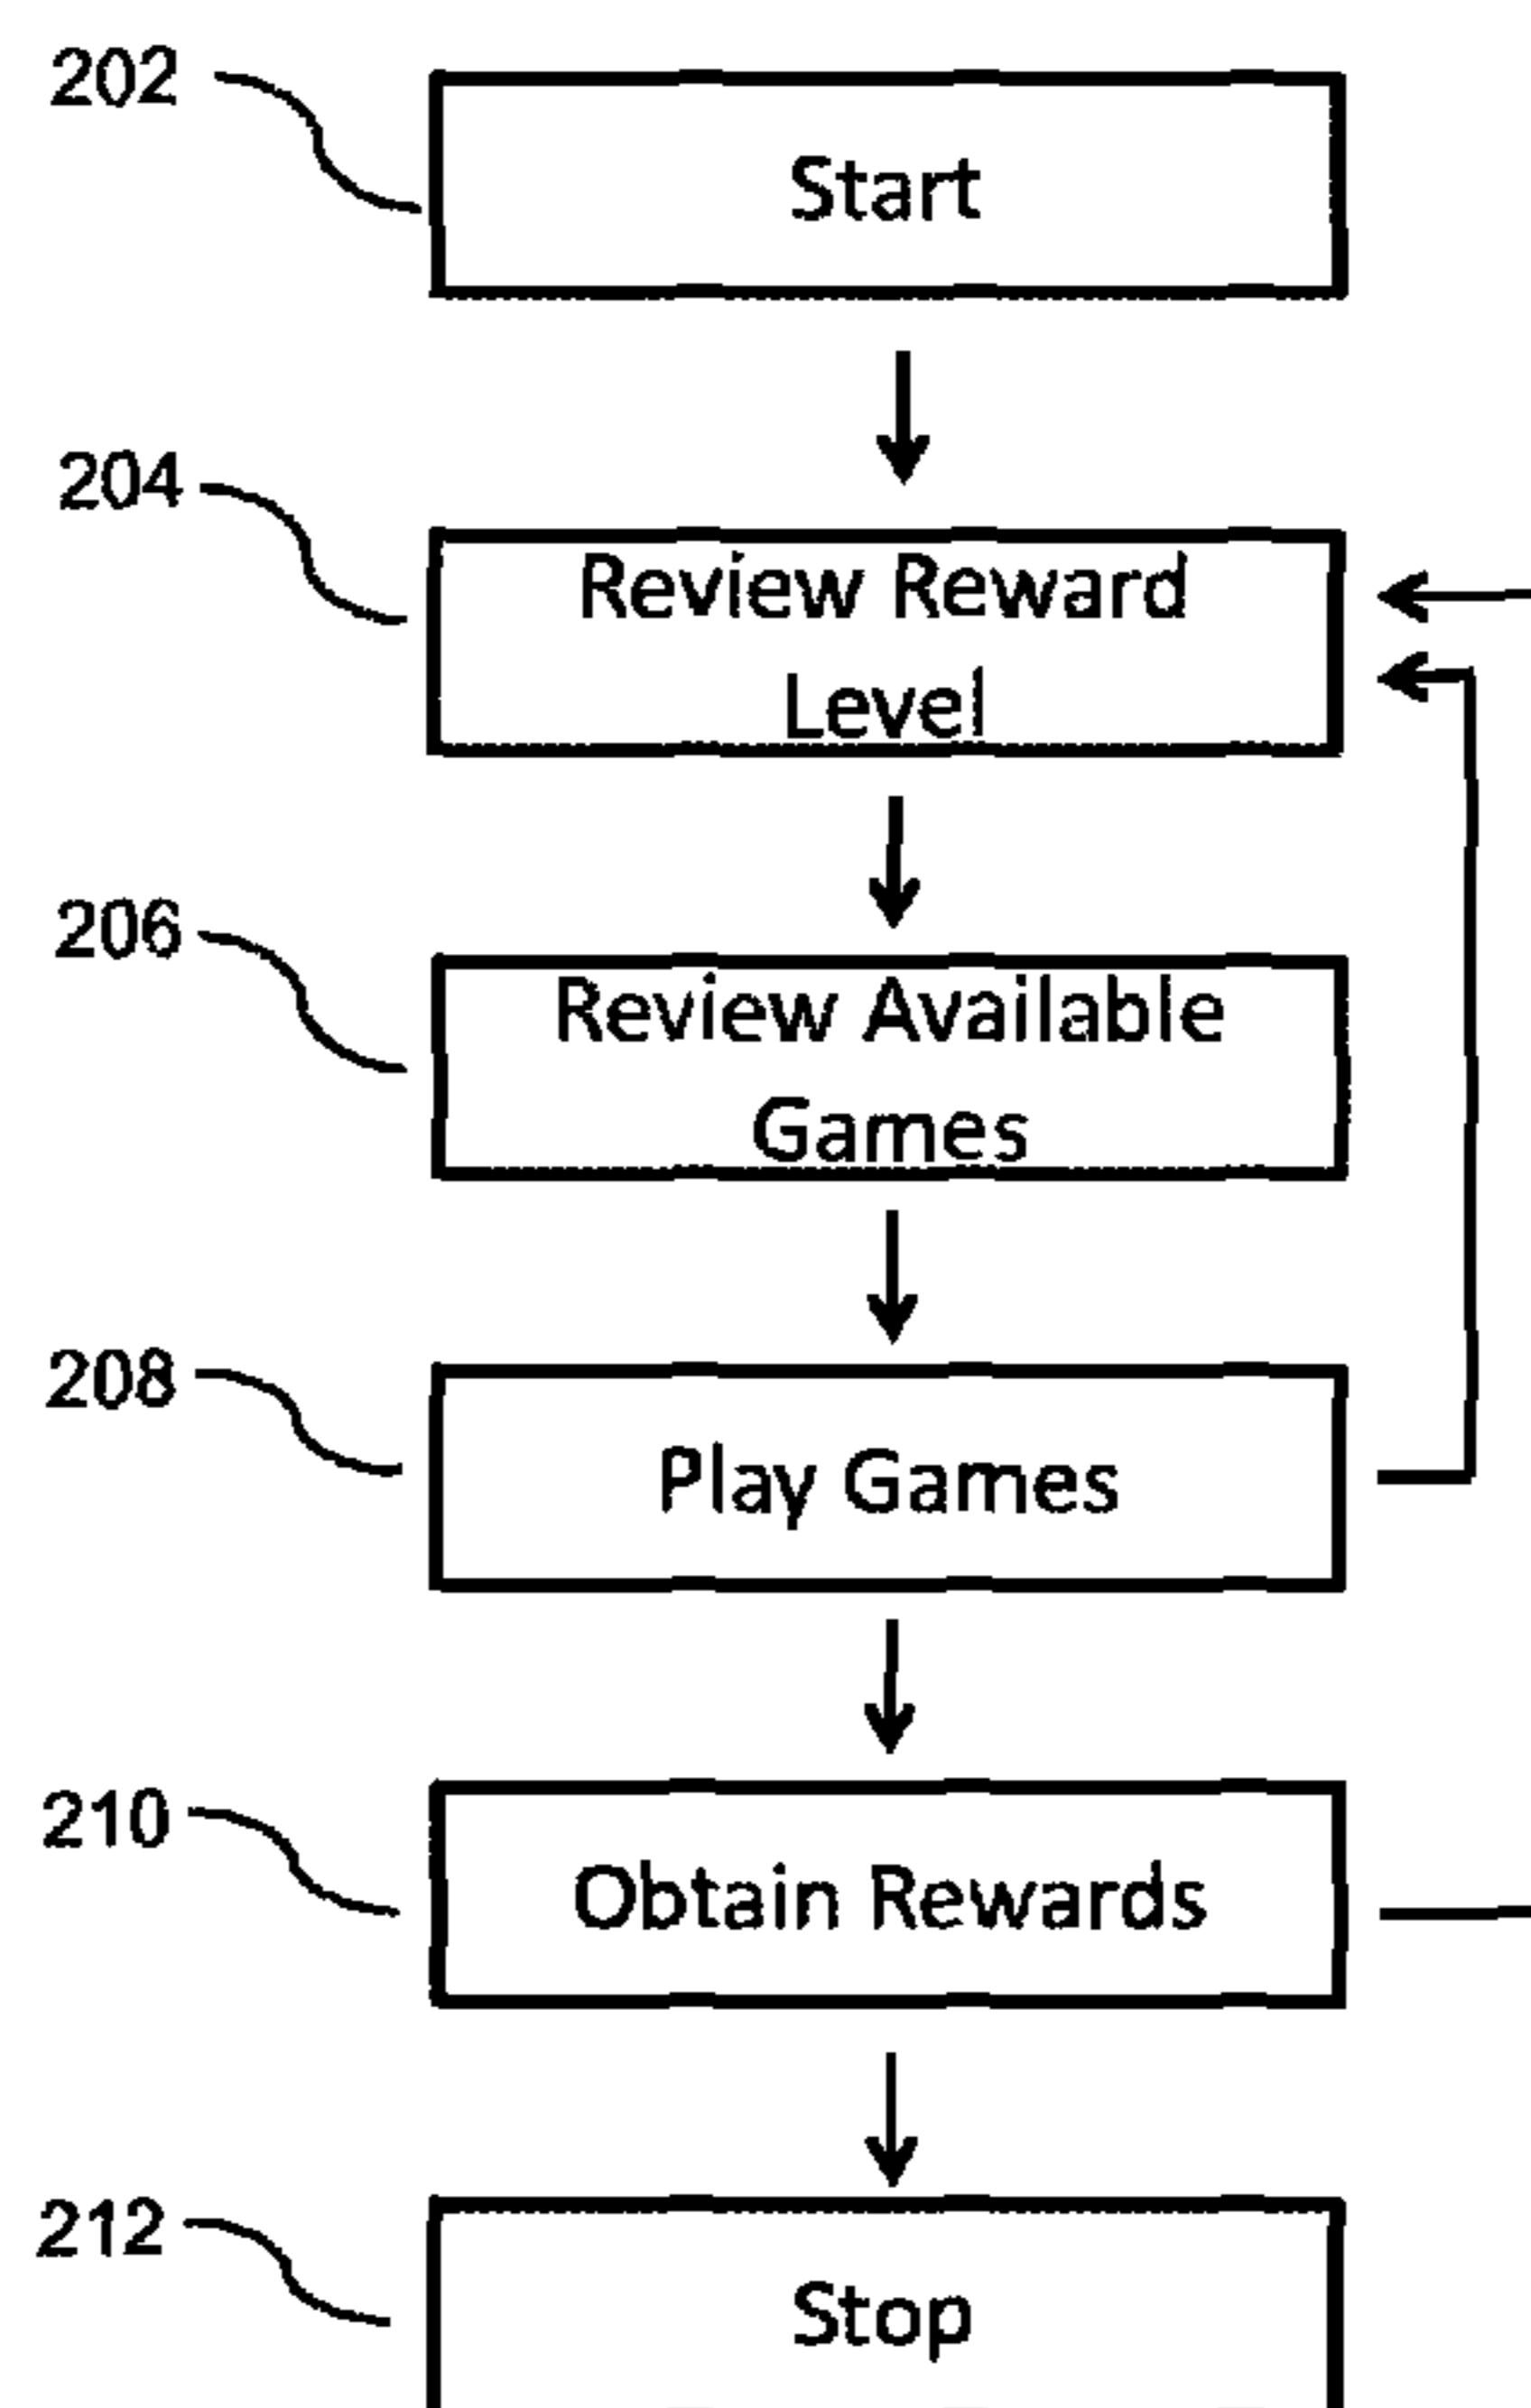 202
Start
204
Review Reward
Level
206
Review Available
Games
208
Play Games
210
Obtain Rewards
212
Stop